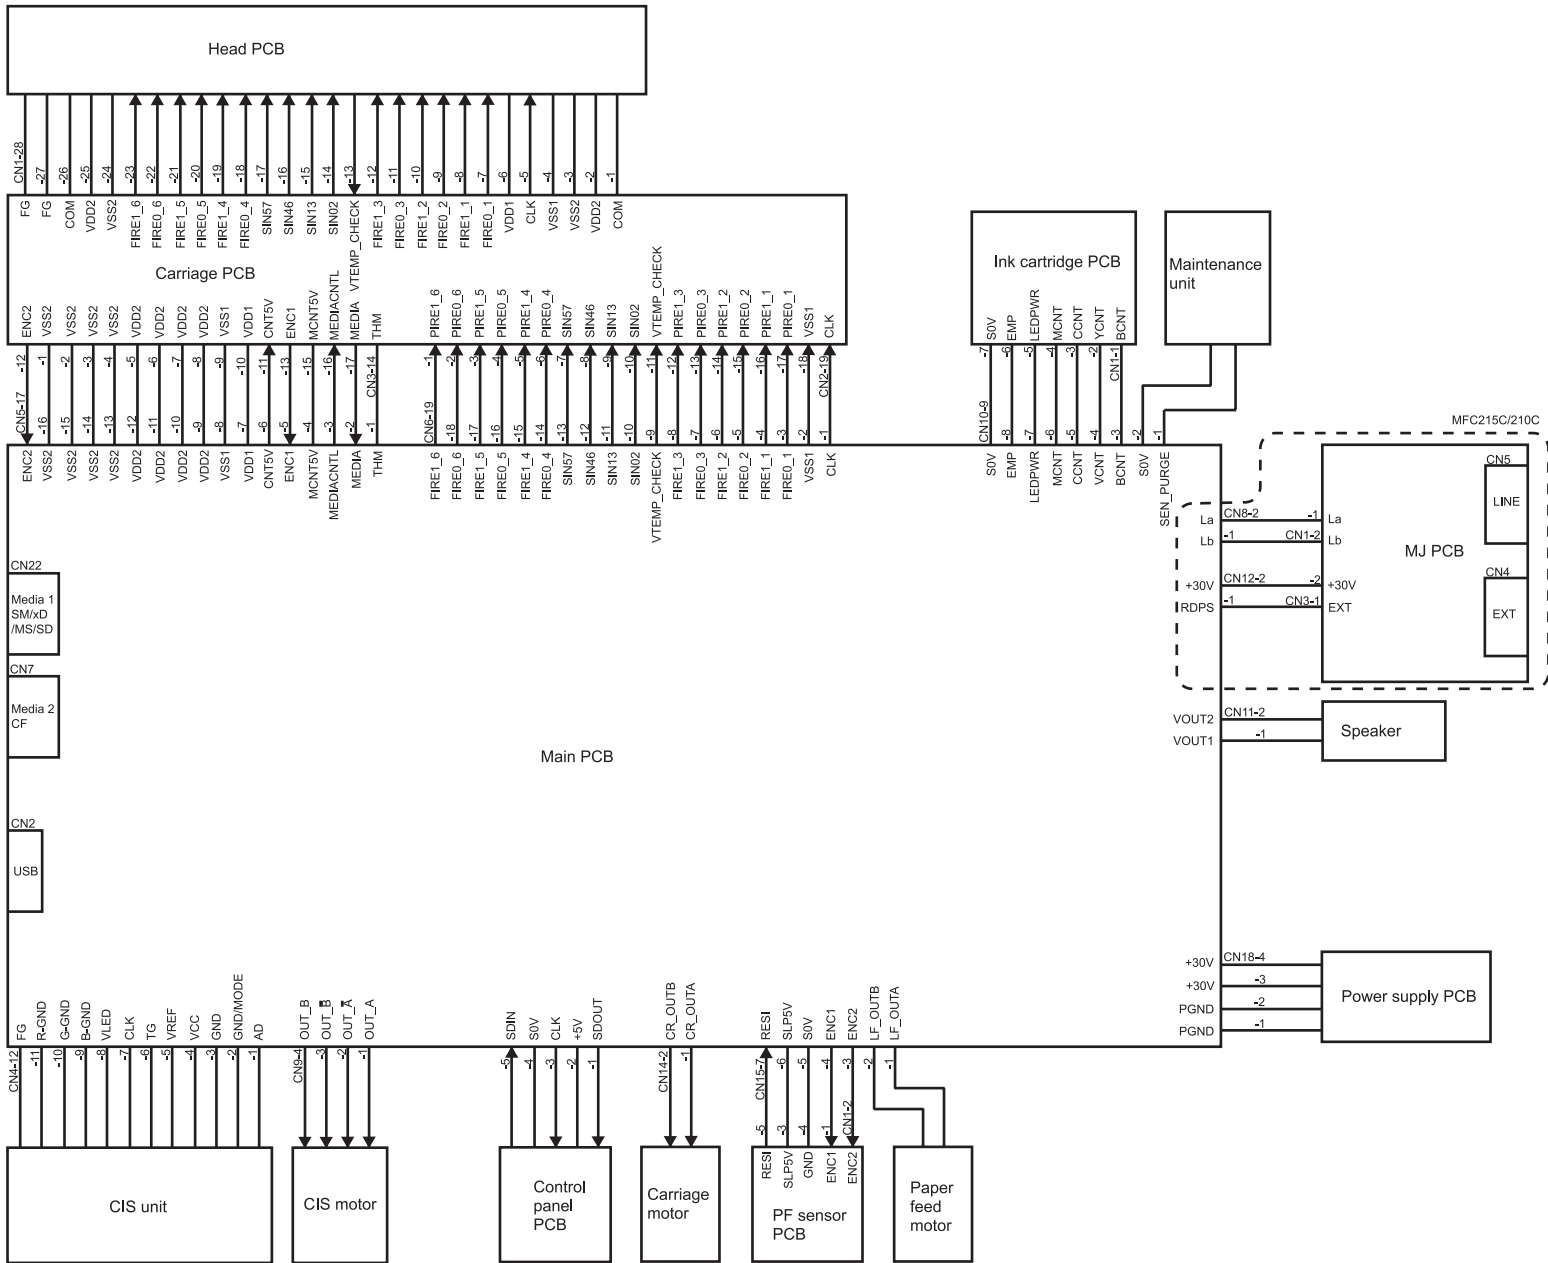 Head PCB
CN1-28
-27
-26
-25
-24
-23
-22
-21
-20
-19
-18
-17
-16
-15
-14
-13
-12
-11
-10
-9
-8
-7
-6
-5
-4
-3
-2
-1
FG
FG
COM
VDD2
VSS2
FIRE1_6
FIRE0_6
FIRE1_5
FIRE0_5
FIRE1_4
FIRE0_4
SIN57
SIN46
SIN13
SIN02
VTEMP_CHECK
FIRE1_3
FIRE0_3
FIRE1_2
FIRE0_2
FIRE1_1
FIRE0_1
VDD1
CLK
VSS1
VSS2
VDD2
COM
Carriage PCB
ENC2
VSS2
VSS2
VSS2
VSS2
VDD2
VDD2
VDD2
VDD2
VSS1
VDD1
CNT5V
ENC1
MCNT5V
MEDIACNTL
MEDIA
THM
PIRE1_6
PIRE0_6
PIRE1_5
PIRE0_5
PIRE1_4
PIRE0_4
SIN57
SIN46
SIN13
SIN02
VTEMP_CHECK
PIRE1_3
PIRE0_3
PIRE1_2
PIRE0_2
PIRE1_1
PIRE0_1
VSS1
CLK
-12
-1
-2
-3
-4
-5
-6
-7
-8
-9
-10
-11
-13
-15
-16
-17
CN3-14
-1
-2
-3
-4
-5
-6
-7
-8
-9
-10
-11
-12
-13
-14
-15
-16
-17
-18
CN2-19
CN5-17
-16
-15
-14
-13
-12
-11
-10
-9
-8
-7
-6
-5
-4
-3
-2
-1
CN6-19
-18
-17
-16
-15
-14
-13
-12
-11
-10
-9
-8
-7
-6
-5
-4
-3
-2
-1
ENC2
VSS2
VSS2
VSS2
VSS2
VDD2
VDD2
VDD2
VDD2
VSS1
VDD1
CNT5V
ENC1
MCNT5V
MEDIACNTL
MEDIA
THM
FIRE1_6
FIRE0_6
FIRE1_5
FIRE0_5
FIRE1_4
FIRE0_4
SIN57
SIN46
SIN13
SIN02
VTEMP_CHECK
FIRE1_3
FIRE0_3
FIRE1_2
FIRE0_2
FIRE1_1
FIRE0_1
VSS1
CLK
Ink cartridge PCB
S0V
EMP
LEDPWR
MCNT
CCNT
YCNT
BCNT
-7
-6
-5
-4
-3
-2
CN1-1
CN10-9
-8
-7
-6
-5
-4
-3
-2
-1
S0V
EMP
LEDPWR
MCNT
CCNT
VCNT
BCNT
S0V
SEN_PURGE
Maintenance
unit
MFC215C/210C
La
CN8-2
-1
La
Lb
-1
CN1-2
Lb
+30V
CN12-2
-2
+30V
RDPS
-1
CN3-1
EXT
MJ PCB
CN5
LINE
CN4
EXT
CN22
Media 1
SM/xD
/MS/SD
CN7
Media 2
CF
Main PCB
VOUT2
CN11-2
VOUT1
-1
Speaker
CN2
USB
+30V
CN18-4
+30V
-3
PGND
-2
PGND
-1
Power supply PCB
FG
R-GND
G-GND
B-GND
VLED
CLK
TG
VREF
VCC
GND
GND/MODE
AD
CN4-12
-11
-10
-9
-8
-7
-6
-5
-4
-3
-2
-1
CIS unit
OUT_B
OUT_B
OUT_A
OUT_A
CN9-4
-3
-2
-1
CIS motor
SDIN
S0V
CLK
+5V
SDOUT
-5
-4
-3
-2
-1
Control
panel
PCB
CR_OUTB
CR_OUTA
CN14-2
-1
Carriage
motor
RESI
SLP5V
S0V
ENC1
ENC2
CN15-7
-6
-5
-4
-3
-5
-3
-4
-1
CN1-2
RESI
SLP5V
GND
ENC1
ENC2
PF sensor
PCB
LF_OUTB
LF_OUTA
-2
-1
Paper
feed
motor